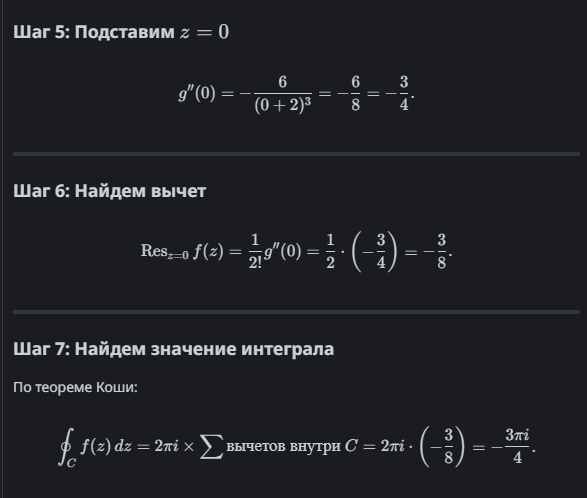 Шаг 5: Подставим z = 0
g″(0) = −6/(0 + 2)³ = −6/8 = −3/4.
Шаг 6: Найдем вычет
Res_{z=0} f(z) = 1/2! g″(0) = 1/2 · (−3/4) = −3/8.
Шаг 7: Найдем значение интеграла
По теореме Коши:
∮_C f(z) dz = 2πi × ∑ вычетов внутри C = 2πi · (−3/8) = −3πi/4.